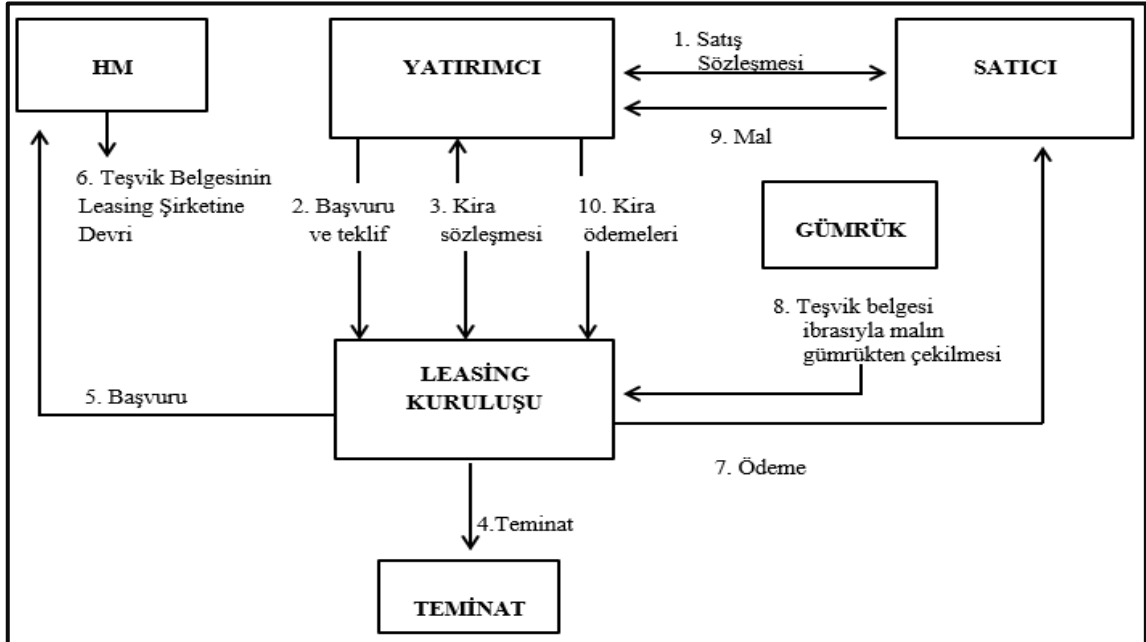 HM
YATIRIMCI
1. Satış
Sözleşmesi
SATICI
9. Mal
6. Teşvik Belgesinin
Leasing Şirketine
Devri
2. Başvuru
ve teklif
3. Kira
sözleşmesi
10. Kira
ödemeleri
GÜMRÜK
8. Teşvik belgesi
ibrasıyla malın
gümrükten çekilmesi
LEASİNG
KURULUŞU
5. Başvuru
7. Ödeme
4.Teminat
TEMİNAT